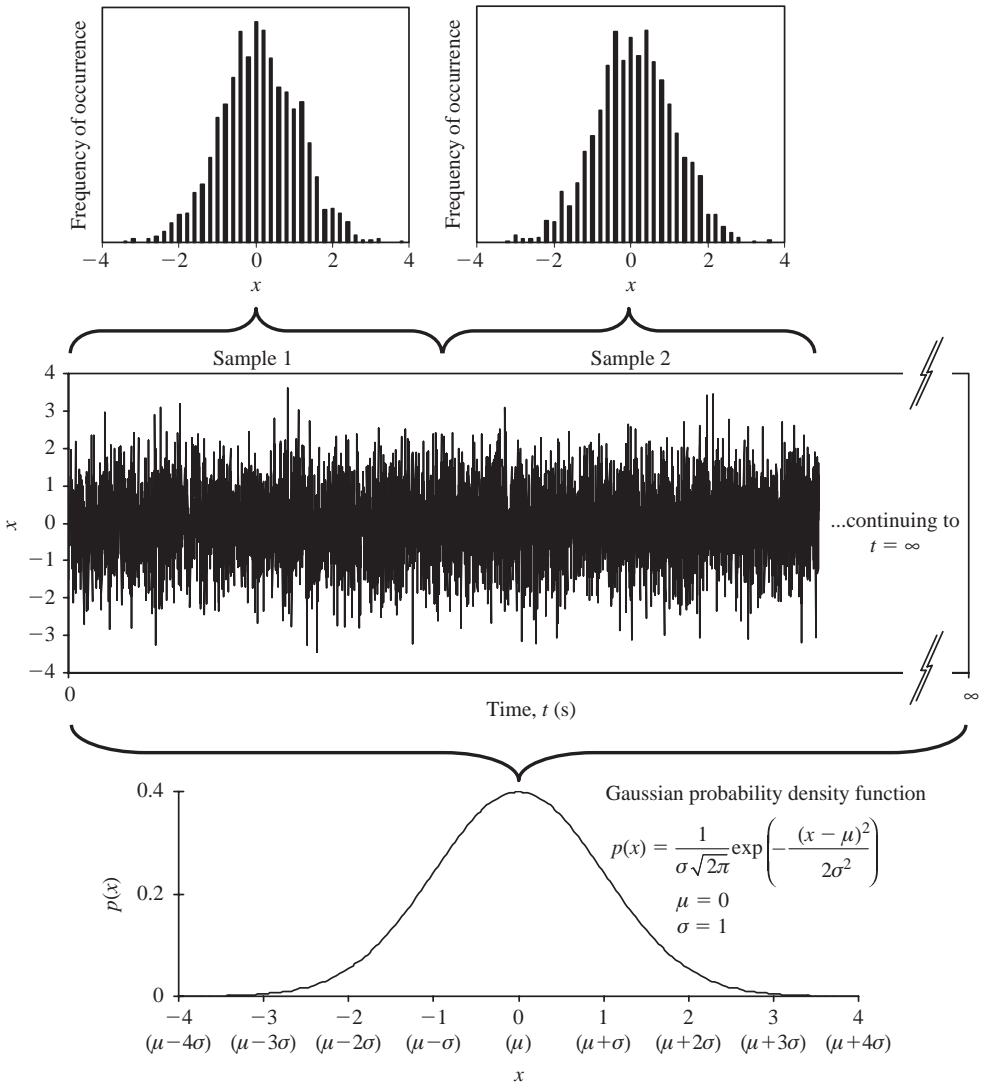 Frequency of occurrence
−4 −2 0 2 4
x
Frequency of occurrence
−4 −2 0 2 4
x
Sample 1
Sample 2
4
3
2
1
0
−1
−2
−3
−4
x
...continuing to
t = ∞
0
∞
Time, t (s)
Gaussian probability density function
p(x) = 1/(σ√2π) exp(−(x − μ)²/2σ²)
μ = 0
σ = 1
0.4
0.2
0
p(x)
−4 −3 −2 −1 0 1 2 3 4
(μ−4σ) (μ−3σ) (μ−2σ) (μ−σ) (μ) (μ+σ) (μ+2σ) (μ+3σ) (μ+4σ)
x